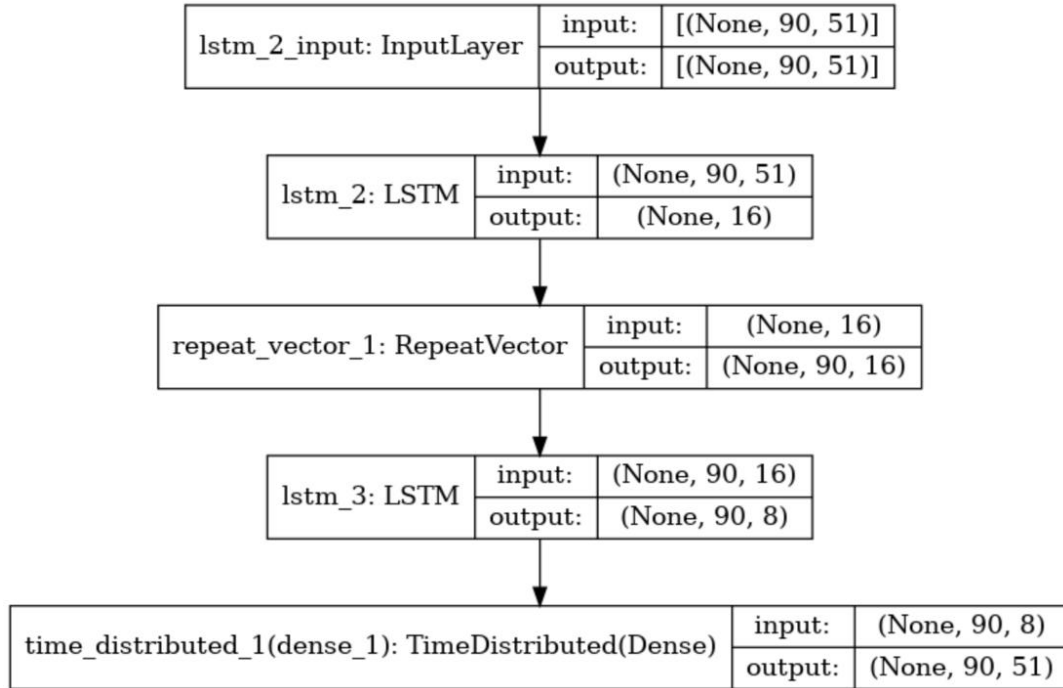 lstm_2_input: InputLayer
input: [(None, 90, 51)]
output: [(None, 90, 51)]
lstm_2: LSTM
input: (None, 90, 51)
output: (None, 16)
repeat_vector_1: RepeatVector
input: (None, 16)
output: (None, 90, 16)
lstm_3: LSTM
input: (None, 90, 16)
output: (None, 90, 8)
time_distributed_1(dense_1): TimeDistributed(Dense)
input: (None, 90, 8)
output: (None, 90, 51)